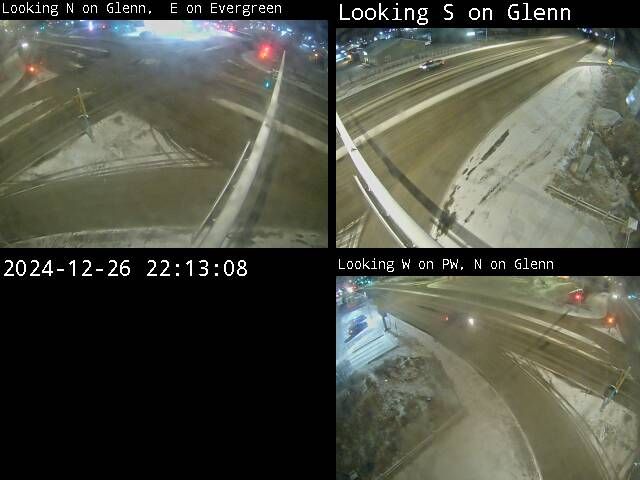 Looking N on Glenn, E on Evergreen
Looking S on Glenn
2024-12-26 22:13:08
Looking W on PW, N on Glenn